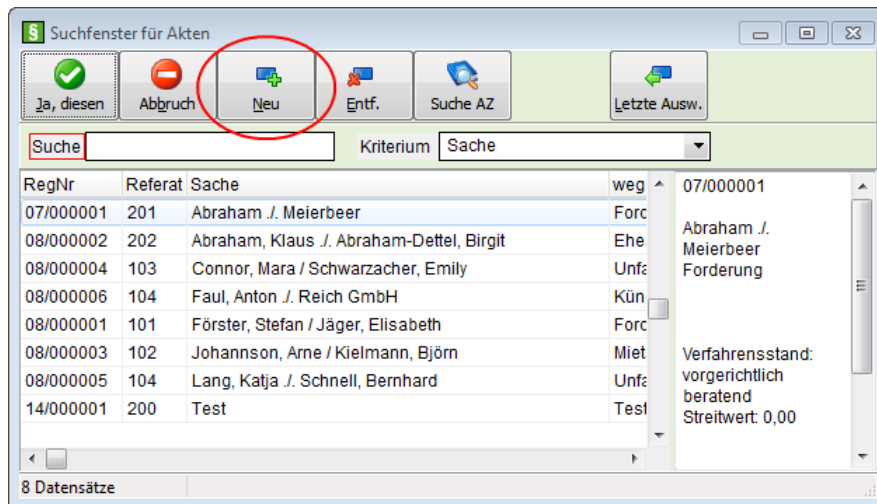 § Suchfenster für Akten
Ja, diesen Abbruch Neu Entf. Suche AZ Letzte Ausw.
Suche Kriterium Sache
RegNr Referat Sache weg
07/000001 201 Abraham ./. Meierbeer Forc
08/000002 202 Abraham, Klaus ./. Abraham-Dettel, Birgit Ehe
08/000004 103 Connor, Mara / Schwarzacher, Emily Unfa
08/000006 104 Faul, Anton ./. Reich GmbH Kün
08/000001 101 Förster, Stefan / Jäger, Elisabeth Forc
08/000003 102 Johannson, Arne / Kielmann, Björn Miet
08/000005 104 Lang, Katja ./. Schnell, Bernhard Unfa
14/000001 200 Test Test
07/000001
Abraham ./.
Meierbeer
Forderung
Verfahrensstand:
vorgerichtlich
beratend
Streitwert: 0,00
8 Datensätze